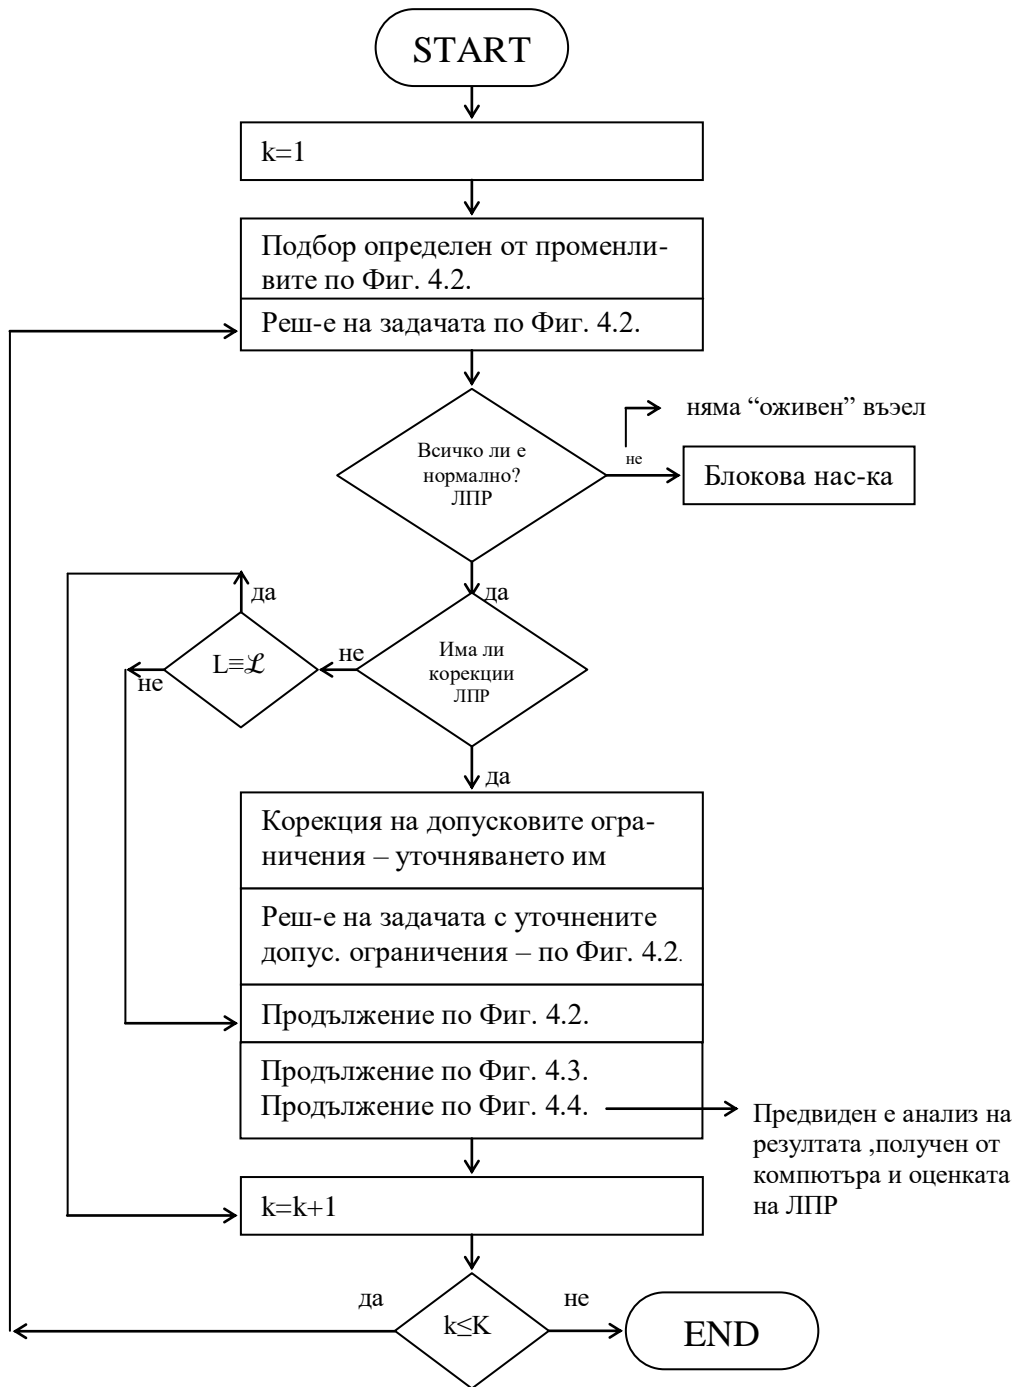 START
k=1
Подбор определен от променли-
вите по Фиг. 4.2.
Реш-е на задачата по Фиг. 4.2.
Всичко ли е
нормално?
ЛПР
не
няма “оживен” въэел
Блокова нас-ка
да
Има ли
корекции
ЛПР
не
L≡ℒ
да
не
да
Корекция на допусковите огра-
ничения – уточняването им
Реш-е на задачата с уточнените
допус. ограничения – по Фиг. 4.2.
Продължение по Фиг. 4.2.
Продължение по Фиг. 4.3.
Продължение по Фиг. 4.4.
Предвиден е анализ на
резултата ,получен от
компютъра и оценката
на ЛПР
k=k+1
да
k≤K
не
END